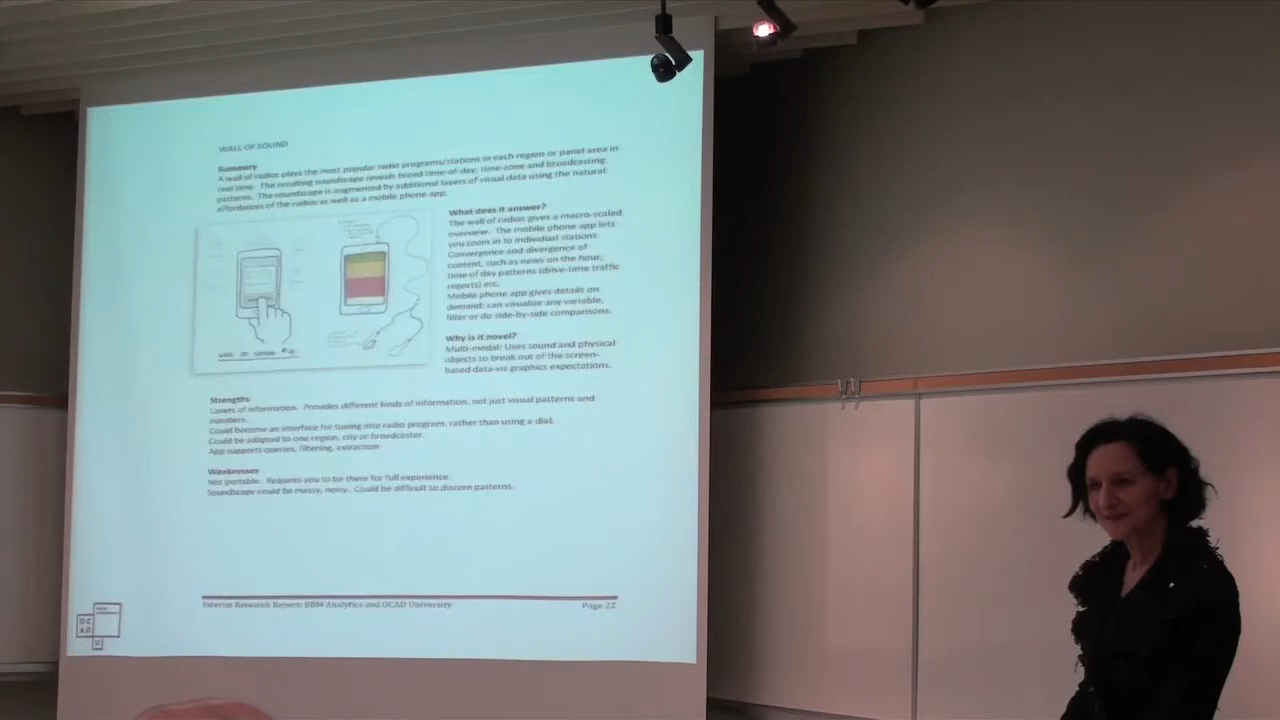 WALL OF SOUND
Summary
A wall of radios plays the most popular radio programs/stations in each region or panel area in
real time. The resulting soundscape reveals broad time-of-day, time-zone and broadcasting
patterns. The soundscape is augmented by additional layers of visual data using the natural
affordances of the radios as well as a mobile phone app.
WALL OF SOUND
What does it answer?
The wall of radios gives a macro-scaled
overview. The mobile phone app lets
you zoom in to individual stations
Convergence and divergence of
content, such as news on the hour,
time of day patterns (drive-time traffic
reports) etc.
Mobile phone app gives details on
demand: can visualize any variable,
filter or do side-by-side comparisons.
Why is it novel?
Multi-modal: Uses sound and physical
objects to break out of the screen-
based data-vis graphics expectations.
Strengths
Layers of information. Provides different kinds of information, not just visual patterns and
numbers.
Could become an interface for tuning into radio program, rather than using a dial.
Could be adapted to one region, city or broadcaster.
App supports queries, filtering, extraction
Weaknesses
Not portable. Requires you to be there for full experience.
Soundscape could be messy, noisy. Could be difficult to discern patterns.
Interim Research Report: BBM Analytics and OCAD University Page 22
OC
AD
U